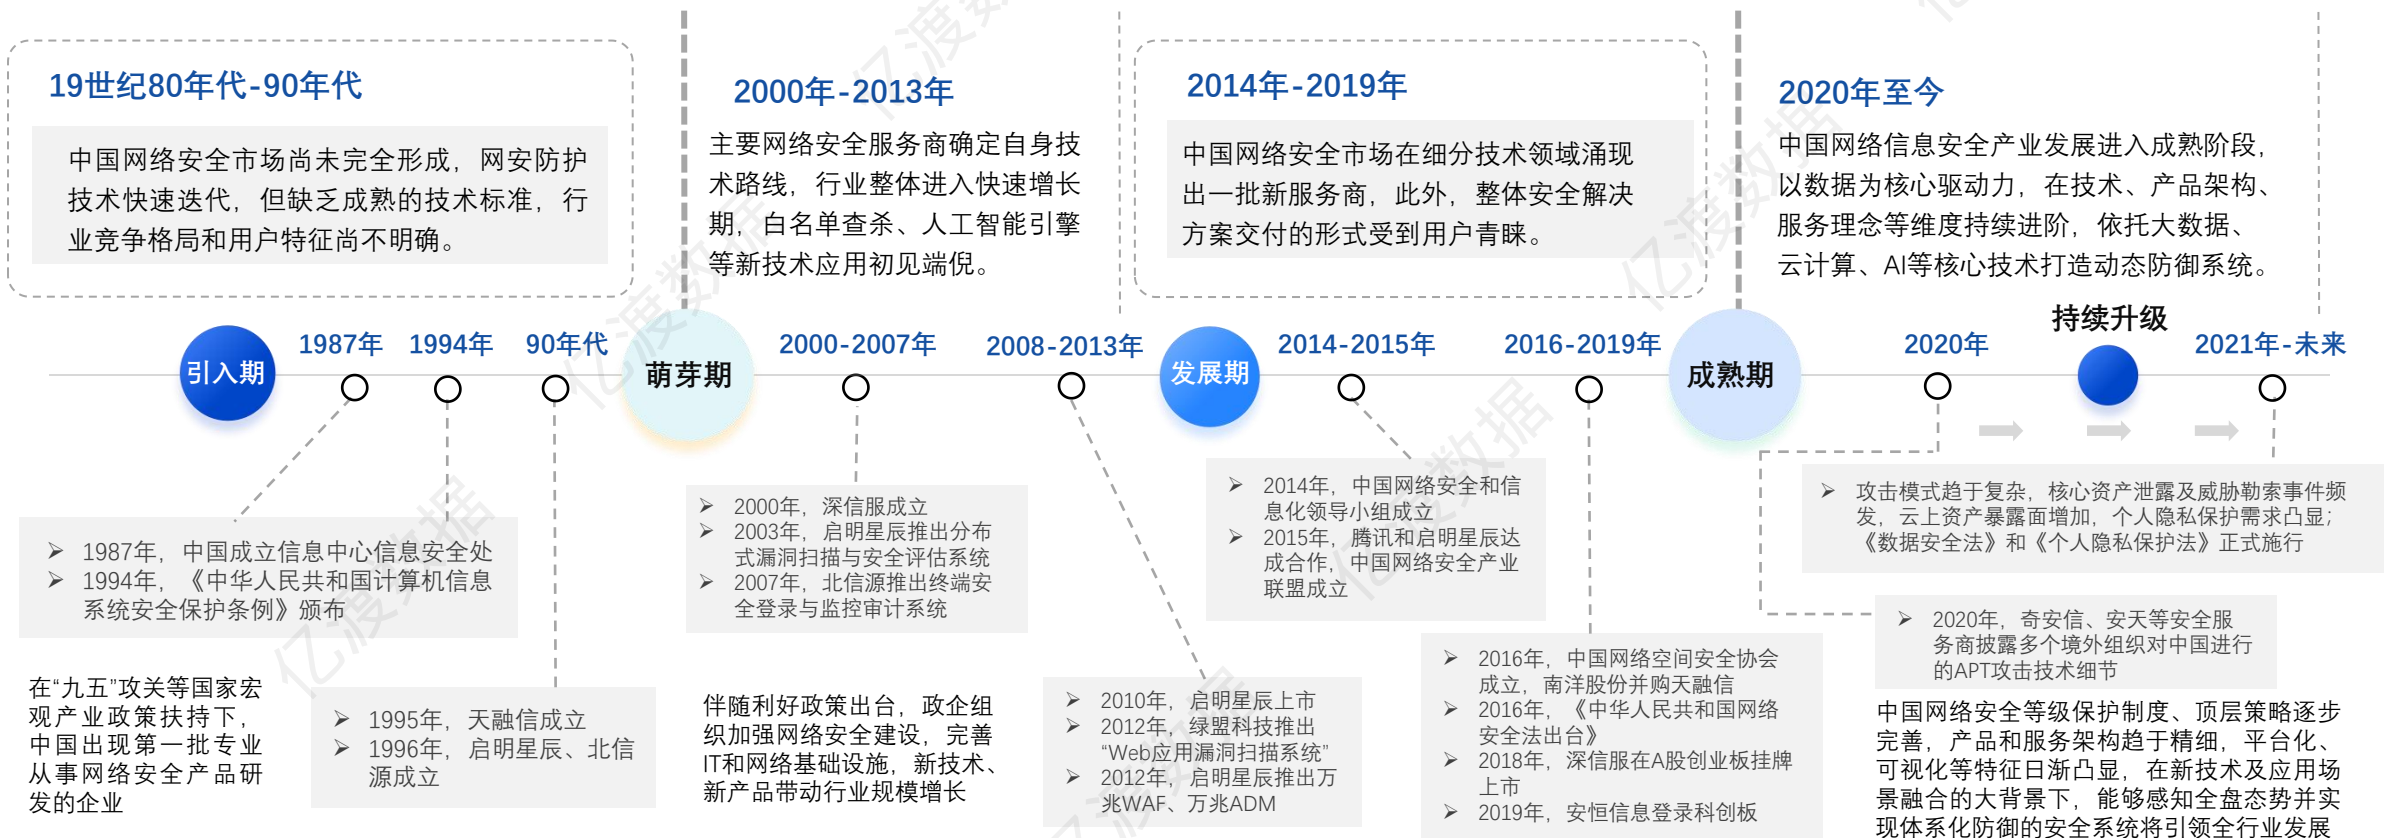 19世纪80年代-90年代
中国网络安全市场尚未完全形成，网安防护
技术快速迭代，但缺乏成熟的技术标准，行
业竞争格局和用户特征尚不明确。
2000年-2013年
主要网络安全服务商确定自身技
术路线，行业整体进入快速增长
期，白名单查杀、人工智能引擎
等新技术应用初见端倪。
2014年-2019年
中国网络安全市场在细分技术领域涌现
出一批新服务商，此外，整体安全解决
方案交付的形式受到用户青睐。
2020年至今
中国网络信息安全产业发展进入成熟阶段，
以数据为核心驱动力，在技术、产品架构、
服务理念等维度持续进阶，依托大数据、
云计算、AI等核心技术打造动态防御系统。
引入期
1987年
1994年
90年代
萌芽期
2000-2007年
2008-2013年
发展期
2014-2015年
2016-2019年
成熟期
2020年
持续升级
2021年-未来
➢ 1987年，中国成立信息中心信息安全处
➢ 1994年，《中华人民共和国计算机信息
系统安全保护条例》颁布
在“九五”攻关等国家宏
观产业政策扶持下，
中国出现第一批专业
从事网络安全产品研
发的企业
➢ 1995年，天融信成立
➢ 1996年，启明星辰、北信
源成立
➢ 2000年，深信服成立
➢ 2003年，启明星辰推出分布
式漏洞扫描与安全评估系统
➢ 2007年，北信源推出终端安
全登录与监控审计系统
伴随利好政策出台，政企组
织加强网络安全建设，完善
IT和网络基础设施，新技术、
新产品带动行业规模增长
➢ 2010年，启明星辰上市
➢ 2012年，绿盟科技推出
“Web应用漏洞扫描系统”
➢ 2012年，启明星辰推出万
兆WAF、万兆ADM
➢ 2014年，中国网络安全和信
息化领导小组成立
➢ 2015年，腾讯和启明星辰达
成合作，中国网络安全产业
联盟成立
➢ 2016年，中国网络空间安全协会
成立，南洋股份并购天融信
➢ 2016年，《中华人民共和国网络
安全法出台》
➢ 2018年，深信服在A股创业板挂牌
上市
➢ 2019年，安恒信息登录科创板
➢ 攻击模式趋于复杂，核心资产泄露及威胁勒索事件频
发，云上资产暴露面增加，个人隐私保护需求凸显；
《数据安全法》和《个人隐私保护法》正式施行
➢ 2020年，奇安信、安天等安全服
务商披露多个境外组织对中国进行
的APT攻击技术细节
中国网络安全等级保护制度、顶层策略逐步
完善，产品和服务架构趋于精细，平台化、
可视化等特征日渐凸显，在新技术及应用场
景融合的大背景下，能够感知全盘态势并实
现体系化防御的安全系统将引领全行业发展
亿渡数据
亿渡数据
亿渡数据
亿渡数据
亿渡数据
亿渡数据